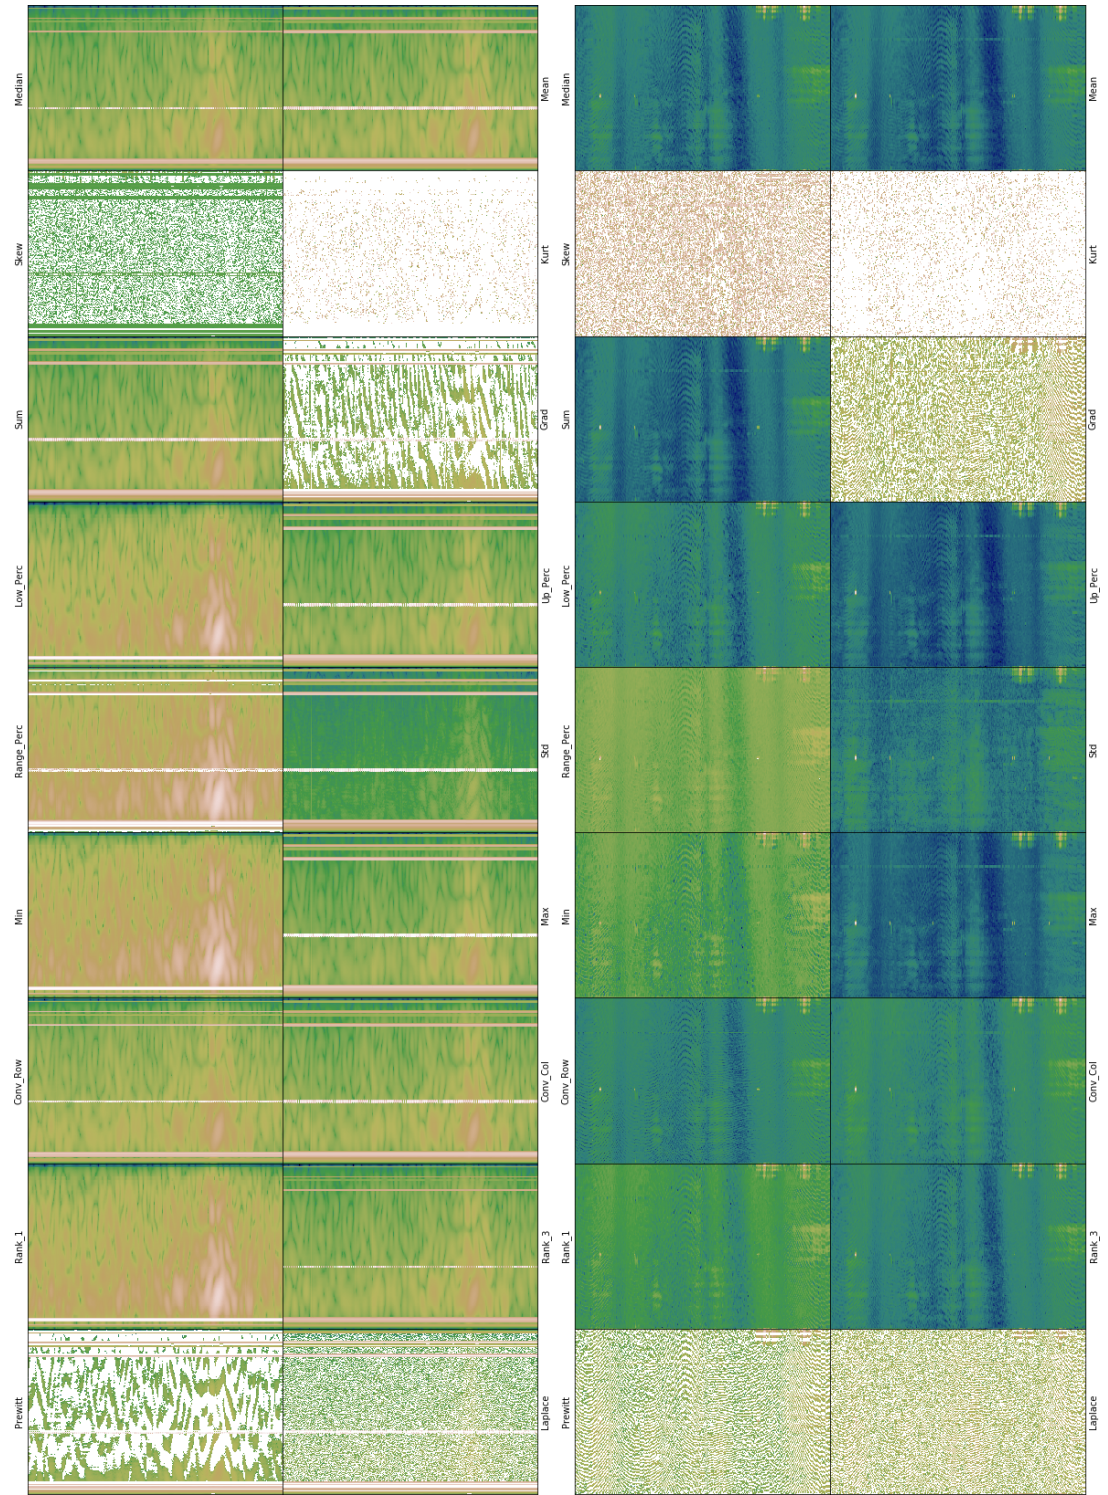 Median Mean Median Mean
Skew Kurt Skew Kurt
Sum Grad Sum Grad
Low_Perc Up_Perc Low_Perc Up_Perc
Range_Perc Std Range_Perc Std
Min Max Min Max
Conv_Row Conv_Col Conv_Row Conv_Col
Rank_1 Rank_3 Rank_1 Rank_3
Prewitt Laplace Prewitt Laplace